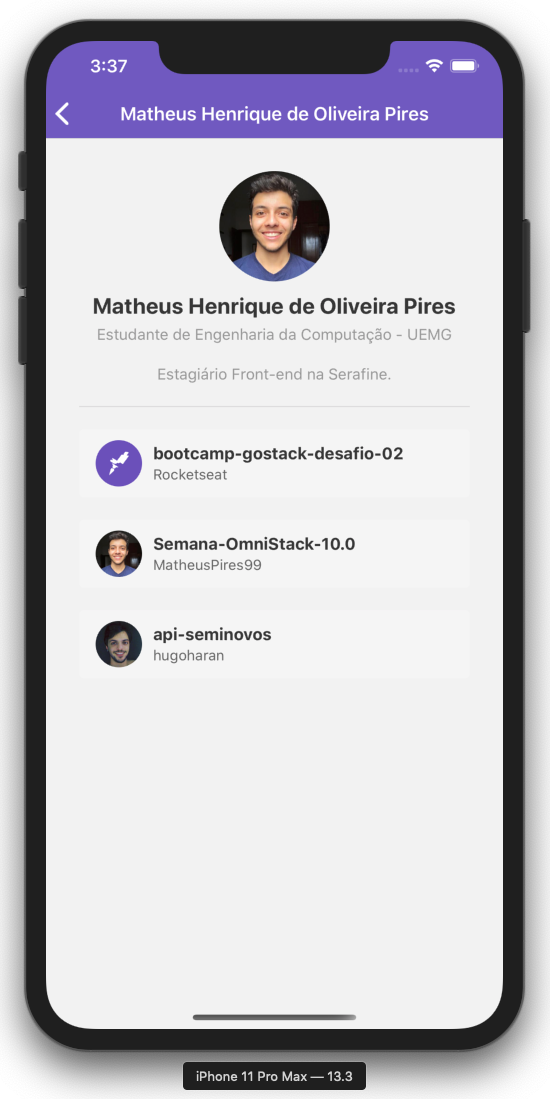 3:37
Matheus Henrique de Oliveira Pires
Matheus Henrique de Oliveira Pires
Estudante de Engenharia da Computação - UEMG
Estagiário Front-end na Serafine.
bootcamp-gostack-desafio-02
Rocketseat
Semana-OmniStack-10.0
MatheusPires99
api-seminovos
hugoharan
iPhone 11 Pro Max — 13.3